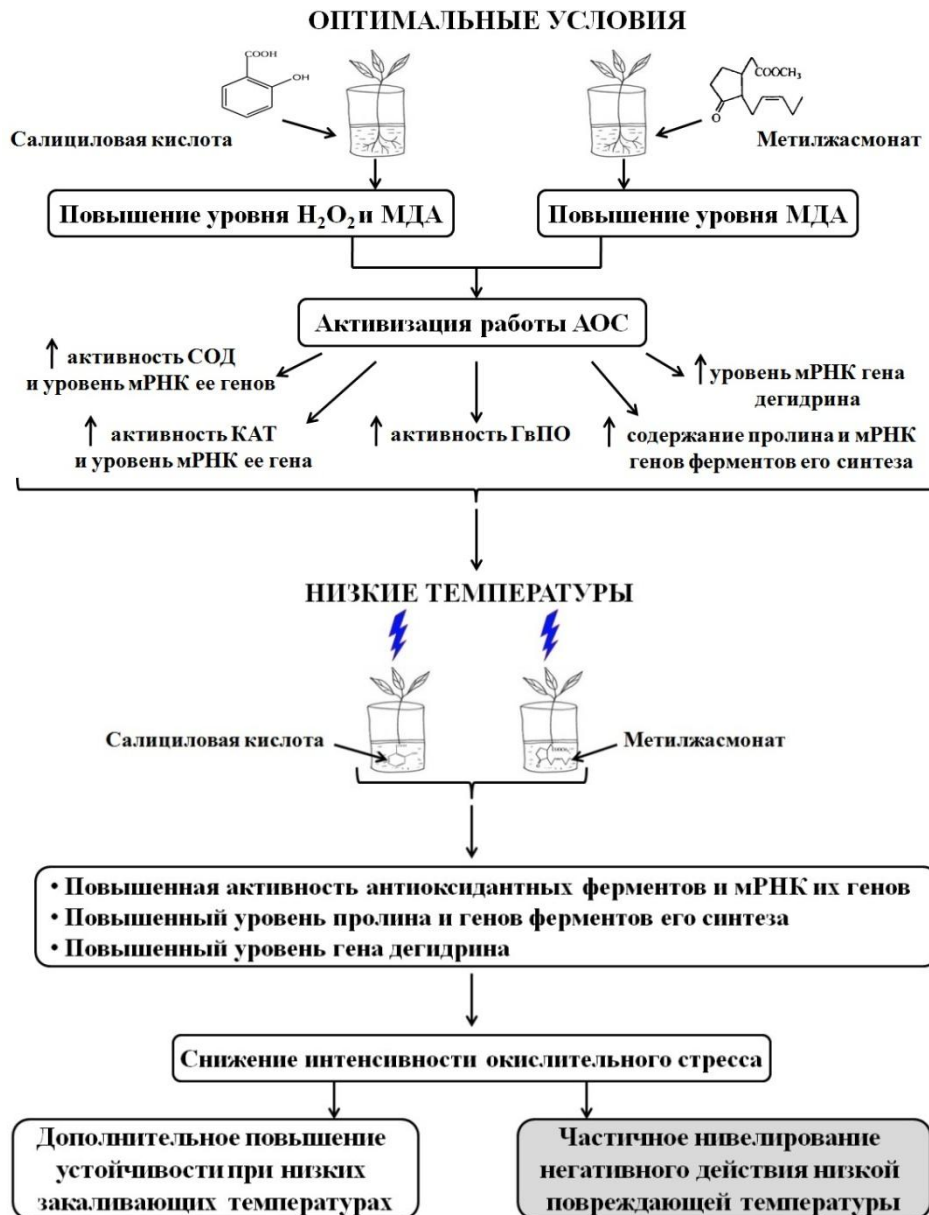 ОПТИМАЛЬНЫЕ УСЛОВИЯ
COOH
OH
Салициловая кислота
COOCH₃
O
Метилжасмонат
Повышение уровня H₂O₂ и МДА
Повышение уровня МДА
Активизация работы АОС
↑ активность СОД
и уровень мРНК ее генов
↑ уровень мРНК гена
дегидрина
↑ активность КАТ
и уровень мРНК ее гена
↑ активность ГвПО
↑ содержание пролина и мРНК
генов ферментов его синтеза
НИЗКИЕ ТЕМПЕРАТУРЫ
Салициловая кислота
Метилжасмонат
• Повышенная активность антиоксидантных ферментов и мРНК их генов
• Повышенный уровень пролина и генов ферментов его синтеза
• Повышенный уровень гена дегидрина
Снижение интенсивности окислительного стресса
Дополнительное повышение
устойчивости при низких
закаливающих температурах
Частичное нивелирование
негативного действия низкой
повреждающей температуры